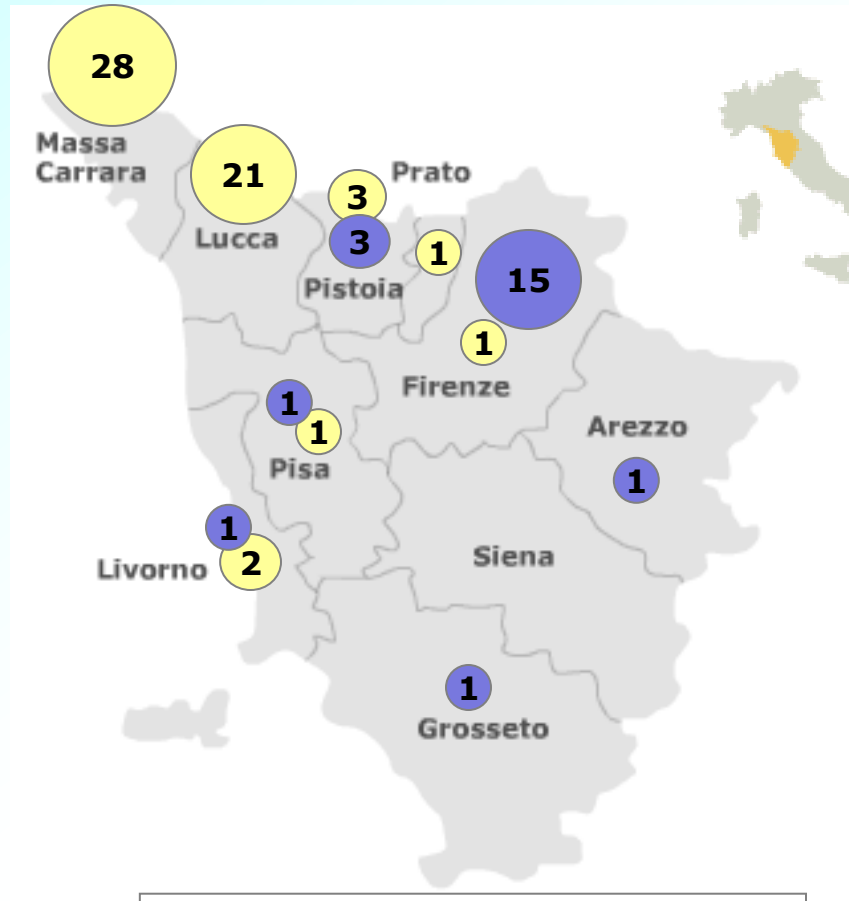 28
Massa
Carrara
21
Lucca
Prato
3
3
Pistoia
1
15
1
Firenze
1
1
Pisa
Arezzo
1
1
2
Livorno
Siena
1
Grosseto